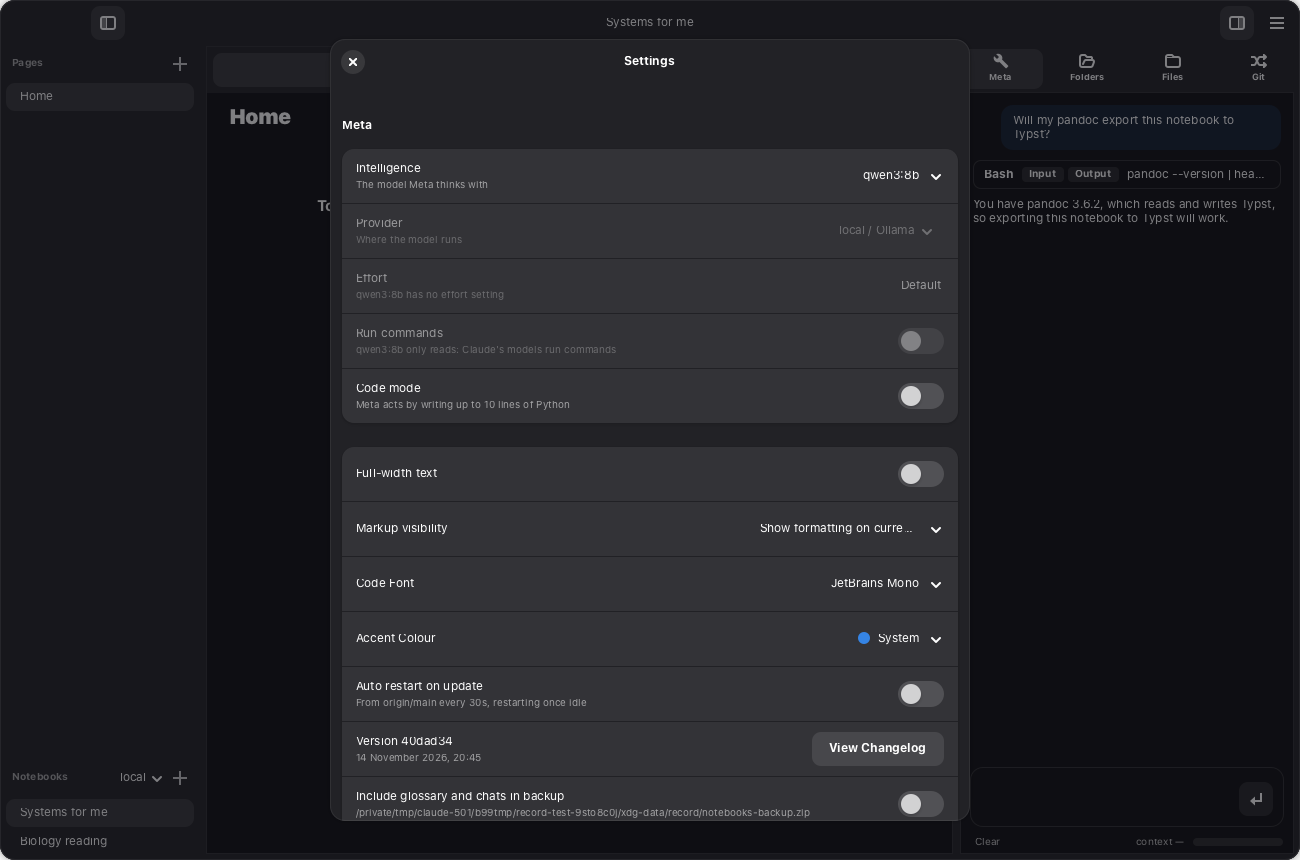 Systems for me
Pages
Home
Home
To
Notebooks
local
Systems for me
Biology reading
Settings
Meta
Intelligence
The model Meta thinks with
qwen3:8b
Provider
Where the model runs
local / Ollama
Effort
qwen3:8b has no effort setting
Default
Run commands
qwen3:8b only reads: Claude's models run commands
Code mode
Meta acts by writing up to 10 lines of Python
Full-width text
Markup visibility
Show formatting on curre…
Code Font
JetBrains Mono
Accent Colour
System
Auto restart on update
From origin/main every 30s, restarting once idle
Version 40dad34
14 November 2026, 20:45
View Changelog
Include glossary and chats in backup
/private/tmp/claude-501/b99tmp/record-test-9sto8c0j/xdg-data/record/notebooks-backup.zip
Meta
Folders
Files
Git
Will my pandoc export this notebook to
Typst?
Bash
Input
Output
pandoc --version | hea…
You have pandoc 3.6.2, which reads and writes Typst,
so exporting this notebook to Typst will work.
Clear
context —